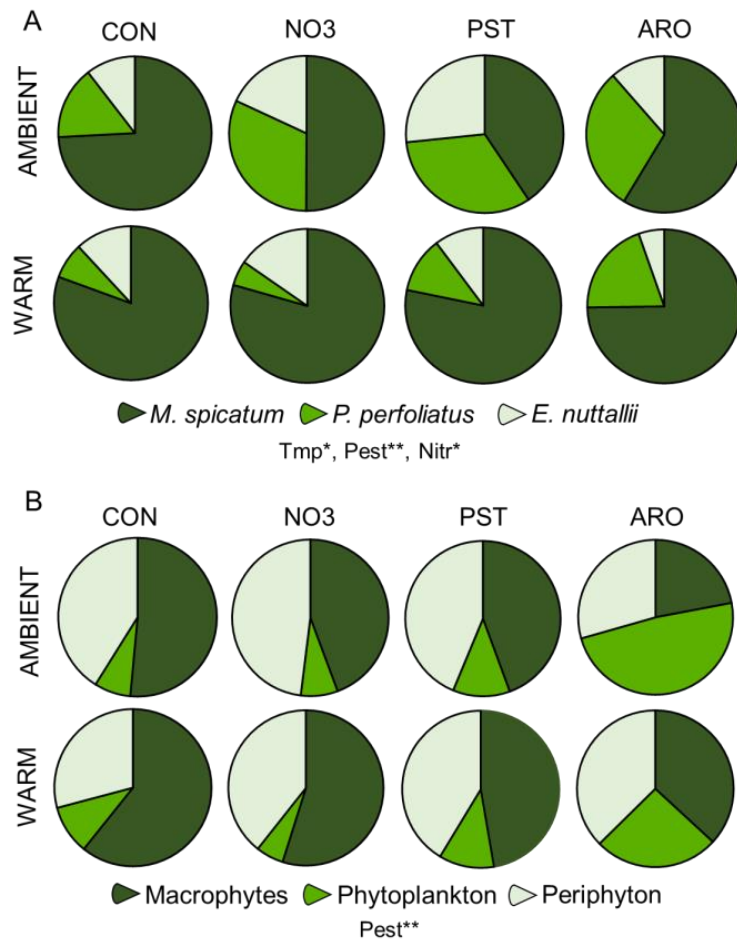 A
CON NO3 PST ARO
AMBIENT
WARM
M. spicatum P. perfoliatus E. nuttallii
Tmp*, Pest**, Nitr*
B
CON NO3 PST ARO
AMBIENT
WARM
Macrophytes Phytoplankton Periphyton
Pest**